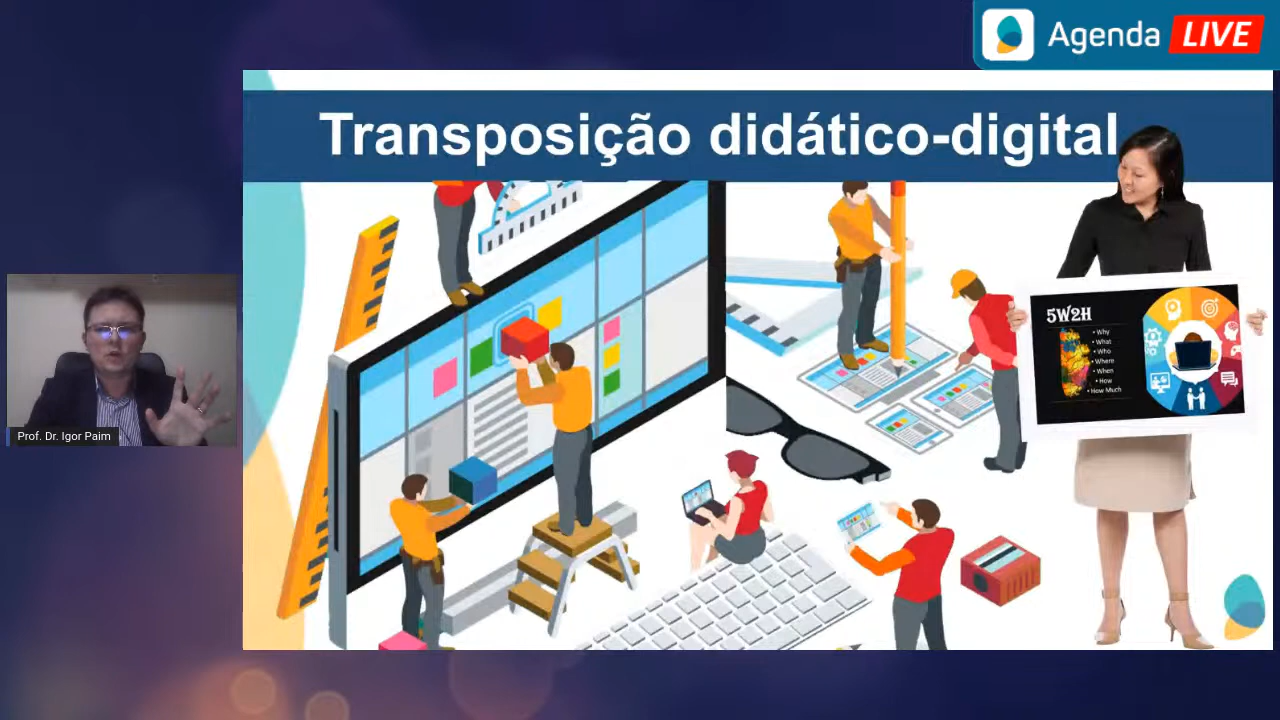 Agenda LIVE
Transposição didático-digital
5W2H
• Why
• What
• Who
• Where
• When
• How
• How Much
Prof. Dr. Igor Paim